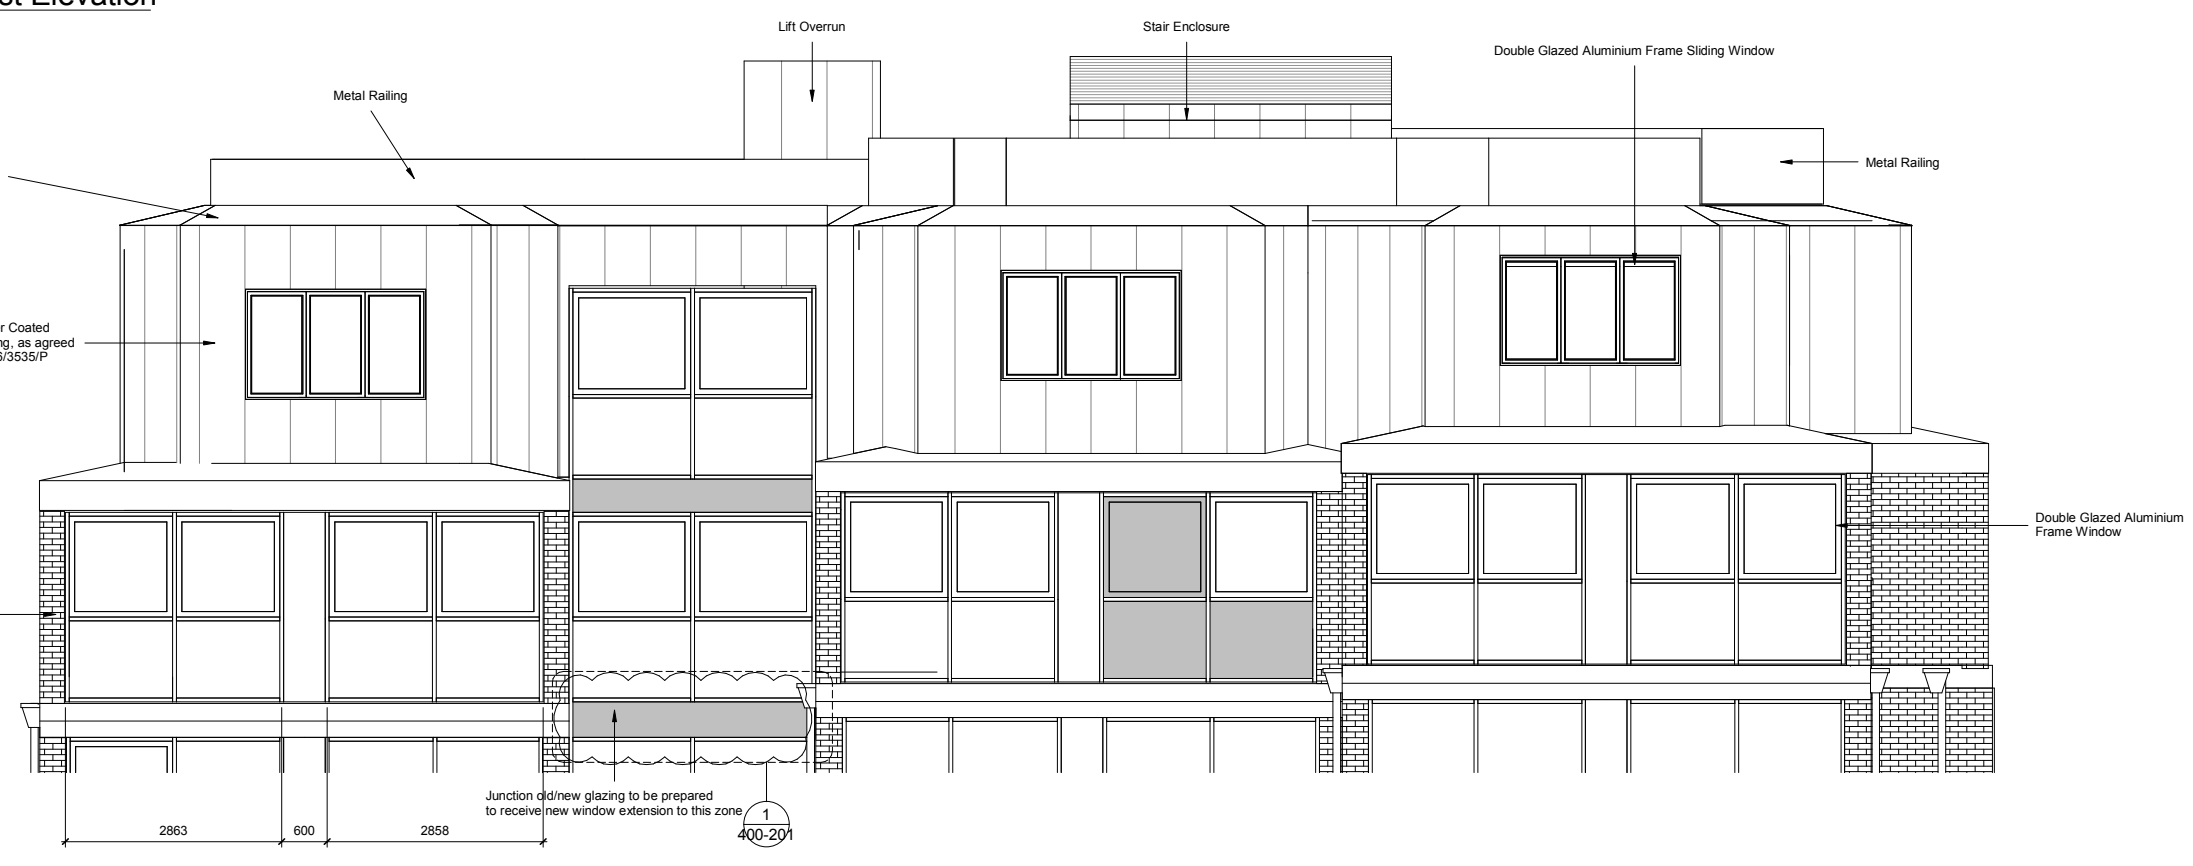 Elevation
Lift Overrun
Stair Enclosure
Double Glazed Aluminium Frame Sliding Window
Metal Railing
Metal Railing
r Coated
ng, as agreed
6/3535/P
Double Glazed Aluminium
Frame Window
Junction old/new glazing to be prepared
to receive new window extension to this zone
1
400-201
2863
600
2858